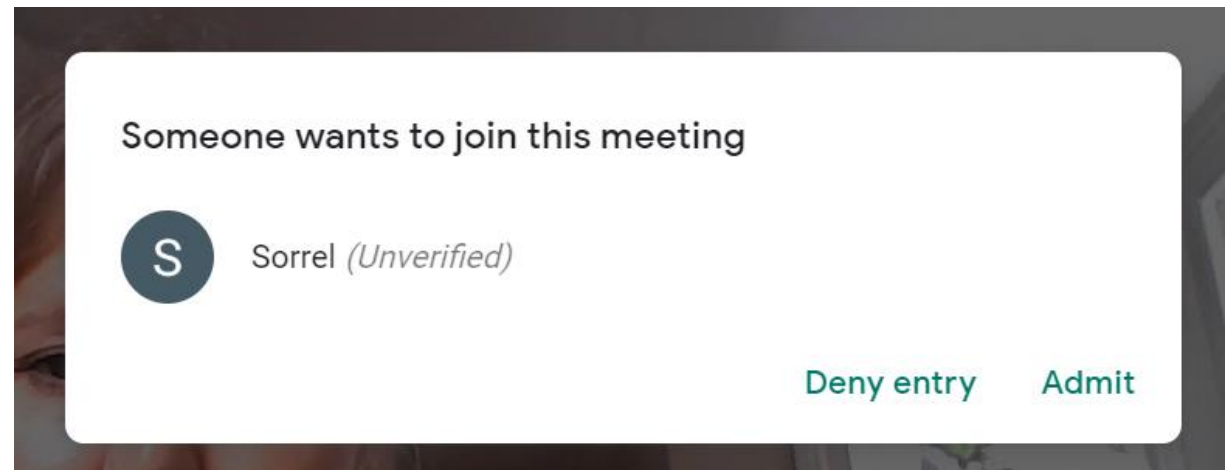 Someone wants to join this meeting
S
Sorrel (Unverified)
Deny entry Admit